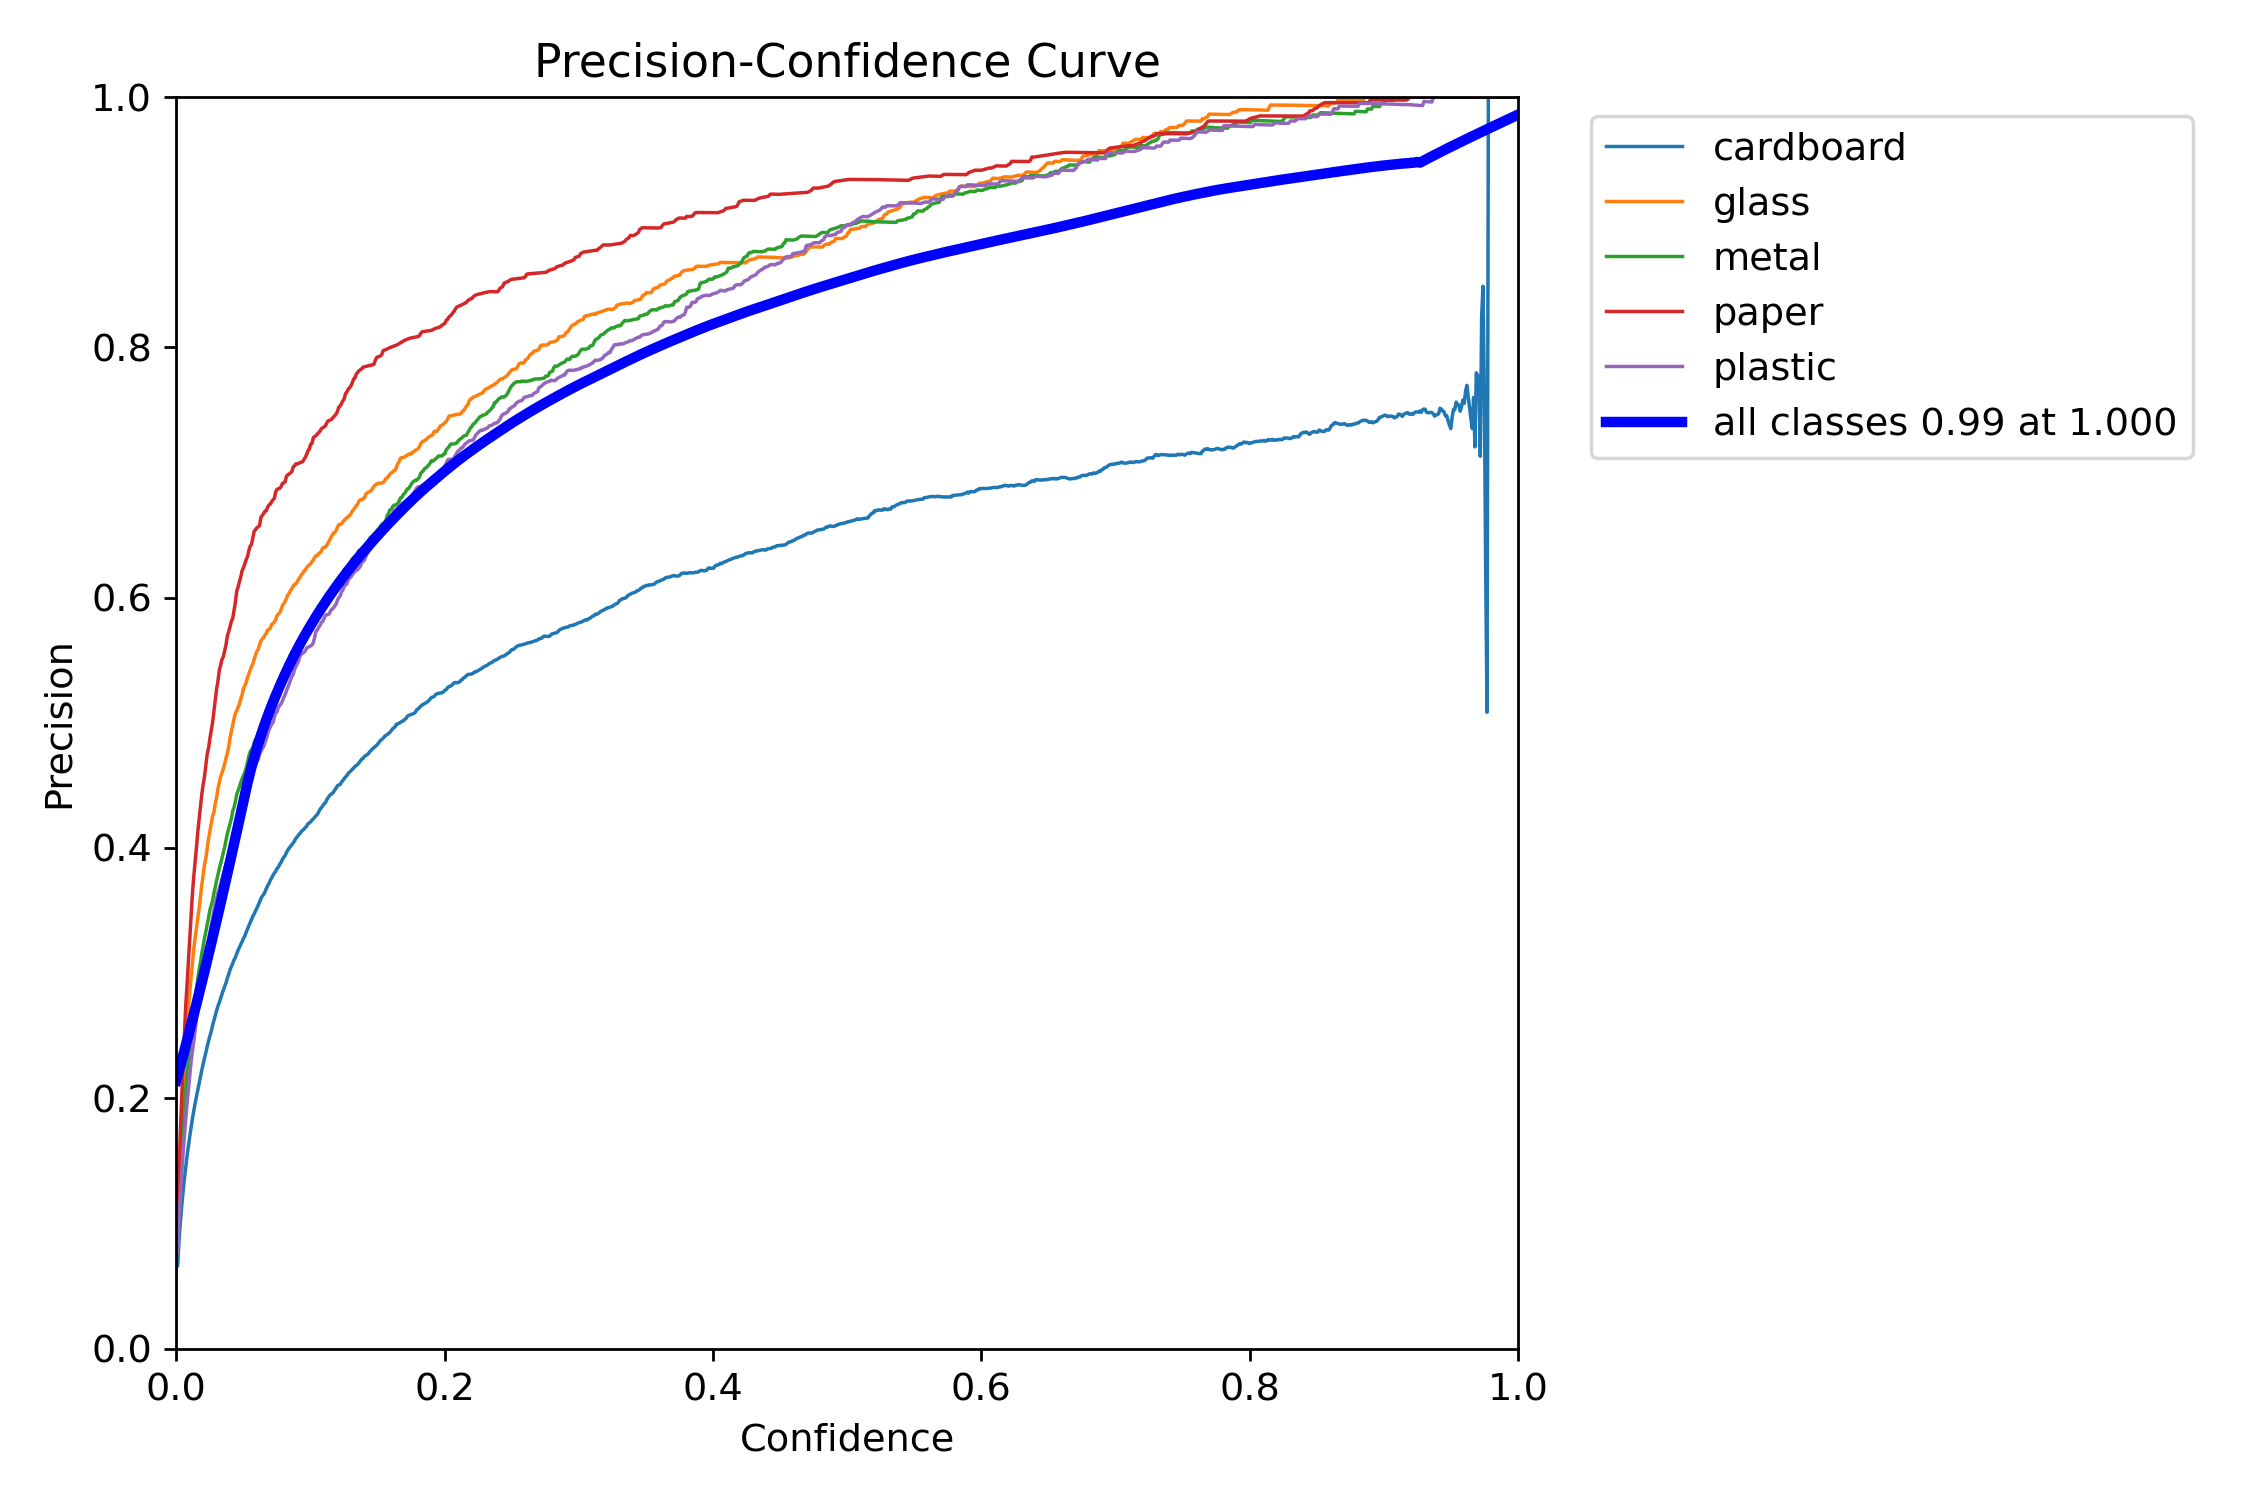 Precision-Confidence Curve
1.0
0.8
0.6
0.4
0.2
0.0
Precision
0.0 0.2 0.4 0.6 0.8 1.0
Confidence
cardboard
glass
metal
paper
plastic
all classes 0.99 at 1.000